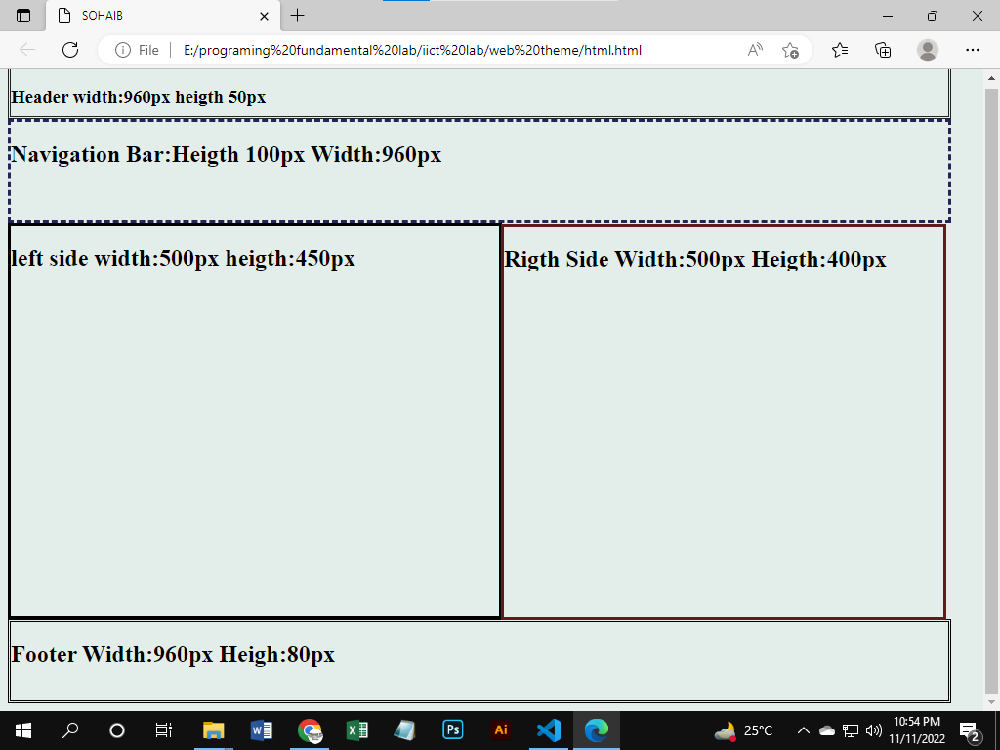 SOHAIB
File
E:/programing%20fundamental%20lab/iict%20lab/web%20theme/html.html
Header width:960px heigth 50px
Navigation Bar:Heigth 100px Width:960px
left side width:500px heigth:450px
Rigth Side Width:500px Heigth:400px
Footer Width:960px Heigh:80px
W
X
Ps
Ai
25°C
10:54 PM
11/11/2022
2